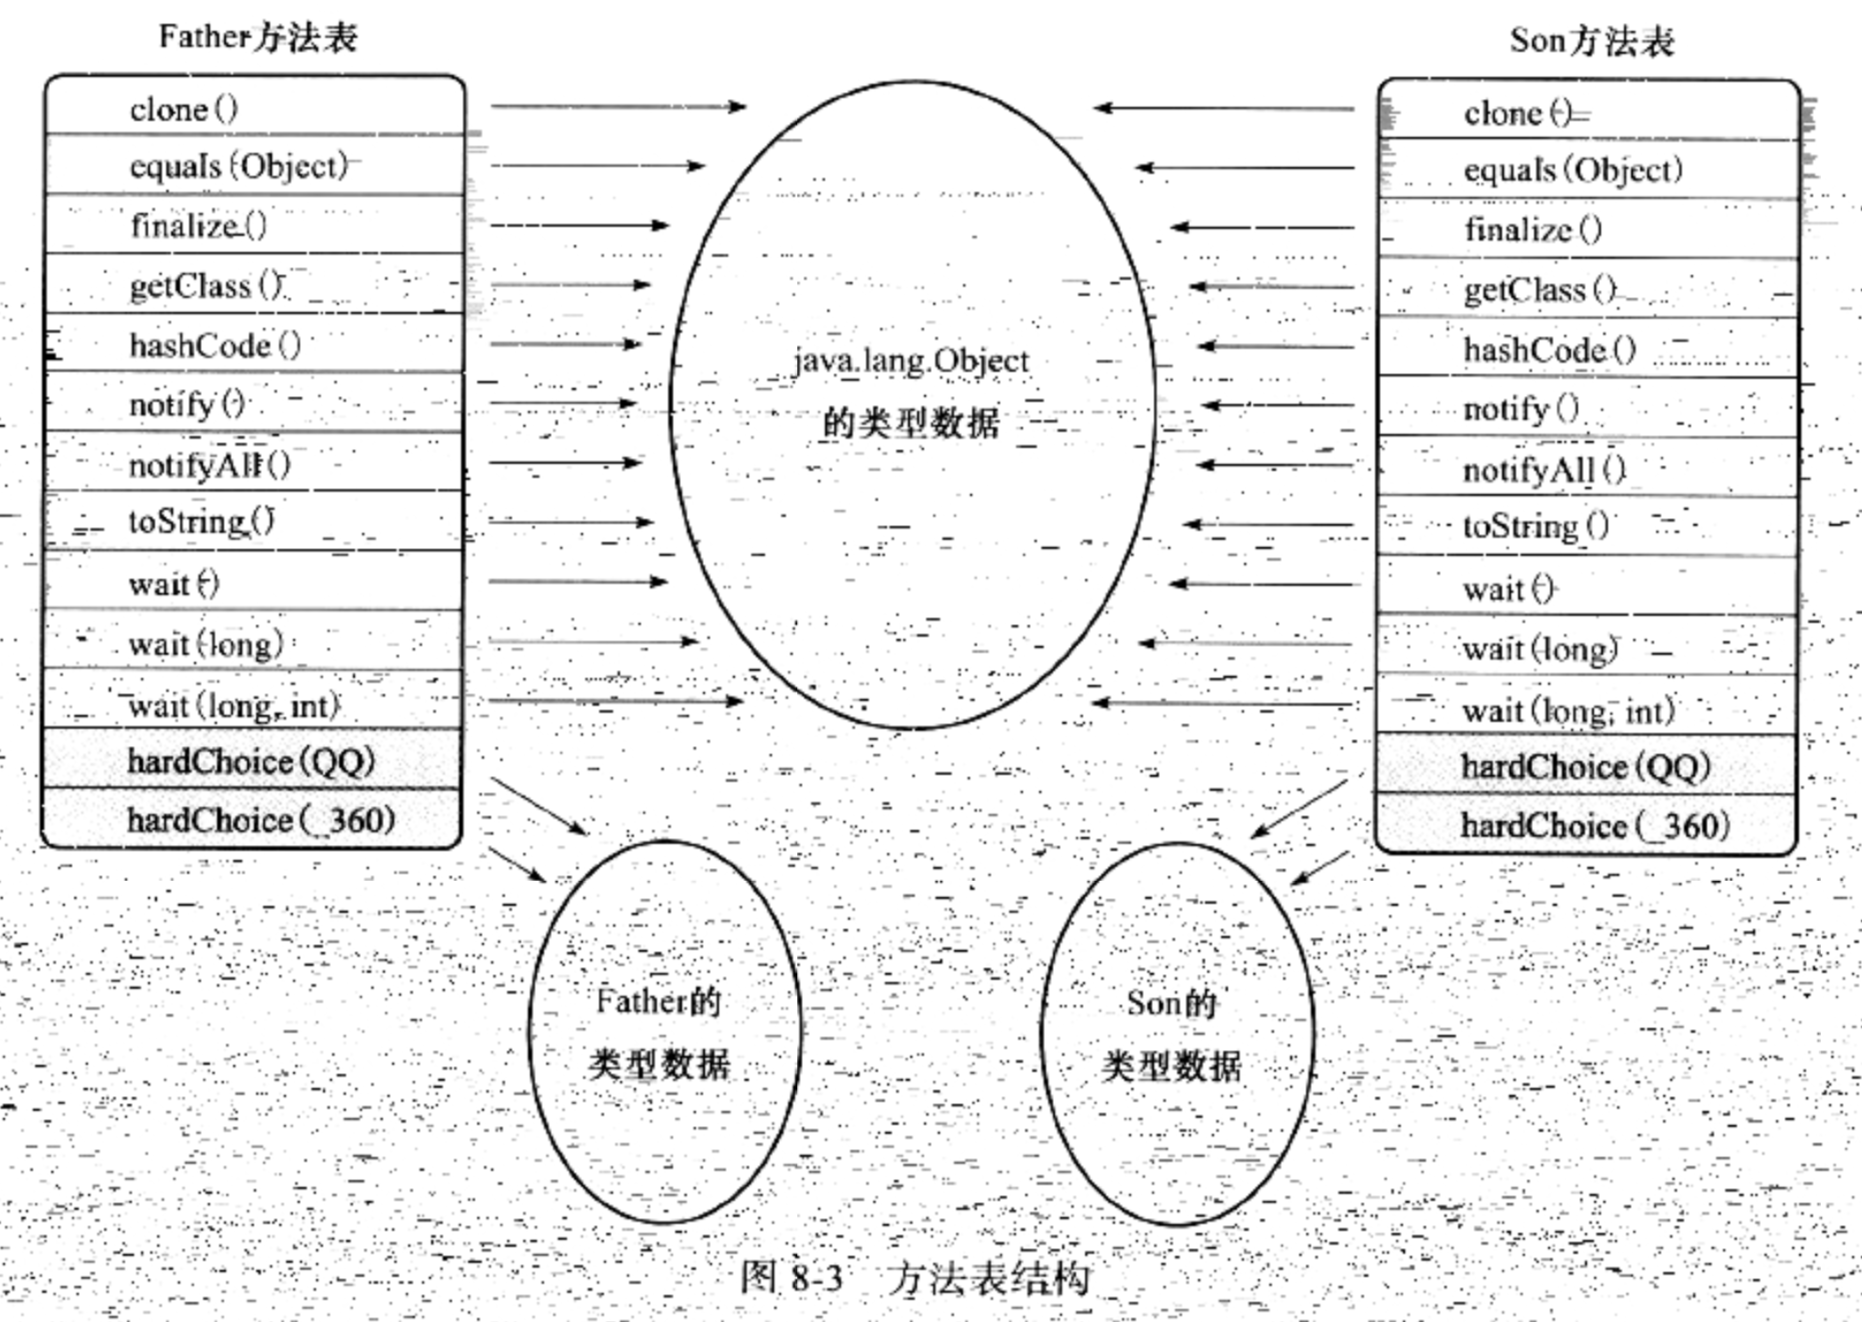 Father方法表
clone()
equals(Object)
finalize()
getClass()
hashCode()
notify()
notifyAll()
toString()
wait()
wait(long)
wait(long, int)
hardChoice(QQ)
hardChoice(_360)
java.lang.Object
的类型数据
Father的
类型数据
Son的
类型数据
Son方法表
clone()
equals(Object)
finalize()
getClass()
hashCode()
notify()
notifyAll()
toString()
wait()
wait(long)
wait(long, int)
hardChoice(QQ)
hardChoice(_360)
图 8-3 方法表结构